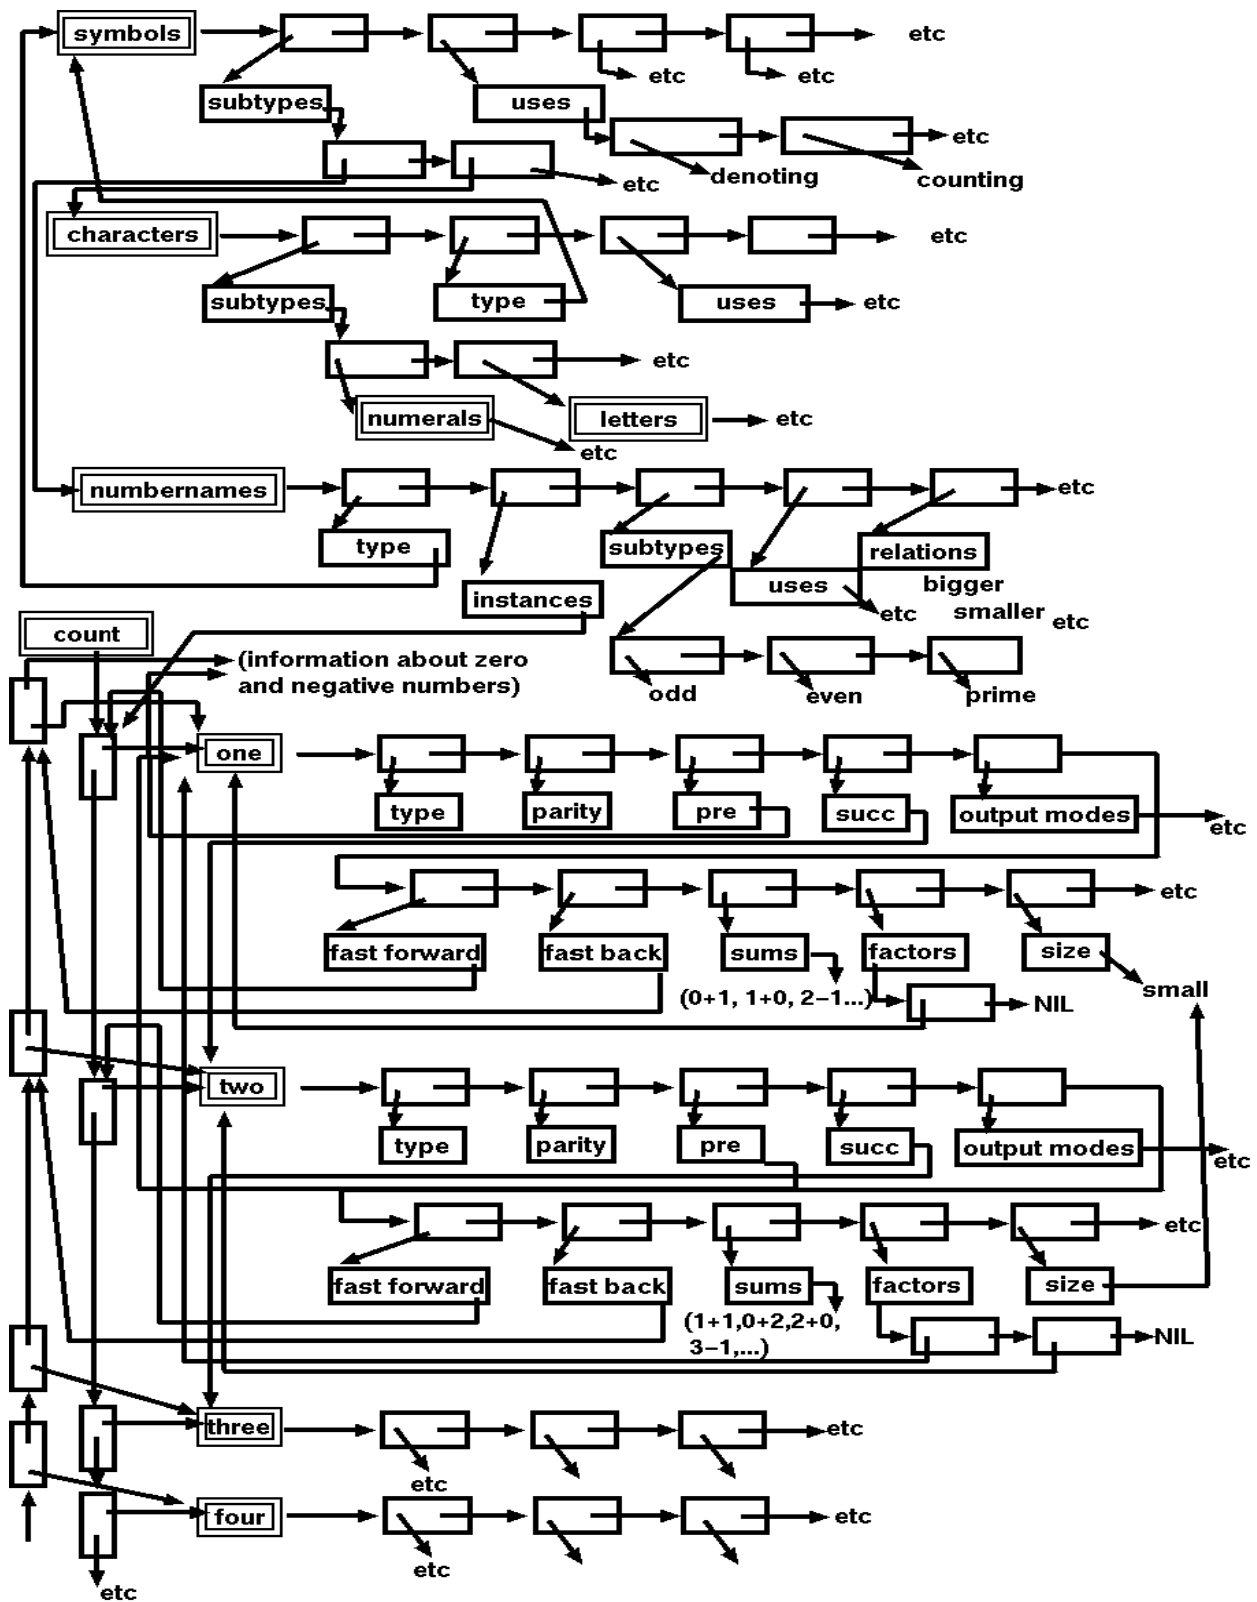 symbols
etc
etc
etc
subtypes
uses
etc
denoting
counting
etc
characters
etc
subtypes
type
uses
etc
etc
numerals
letters
etc
etc
numbernames
etc
type
subtypes
relations
instances
uses
etc
bigger
smaller
etc
count
(information about zero
and negative numbers)
odd
even
prime
one
type
parity
pre
succ
output modes
etc
etc
fast forward
fast back
sums
factors
size
(0+1, 1+0, 2−1...)
small
NIL
two
type
parity
pre
succ
output modes
etc
etc
fast forward
fast back
sums
factors
size
(1+1,0+2,2+0,
3−1,...)
NIL
three
etc
etc
four
etc
etc
etc